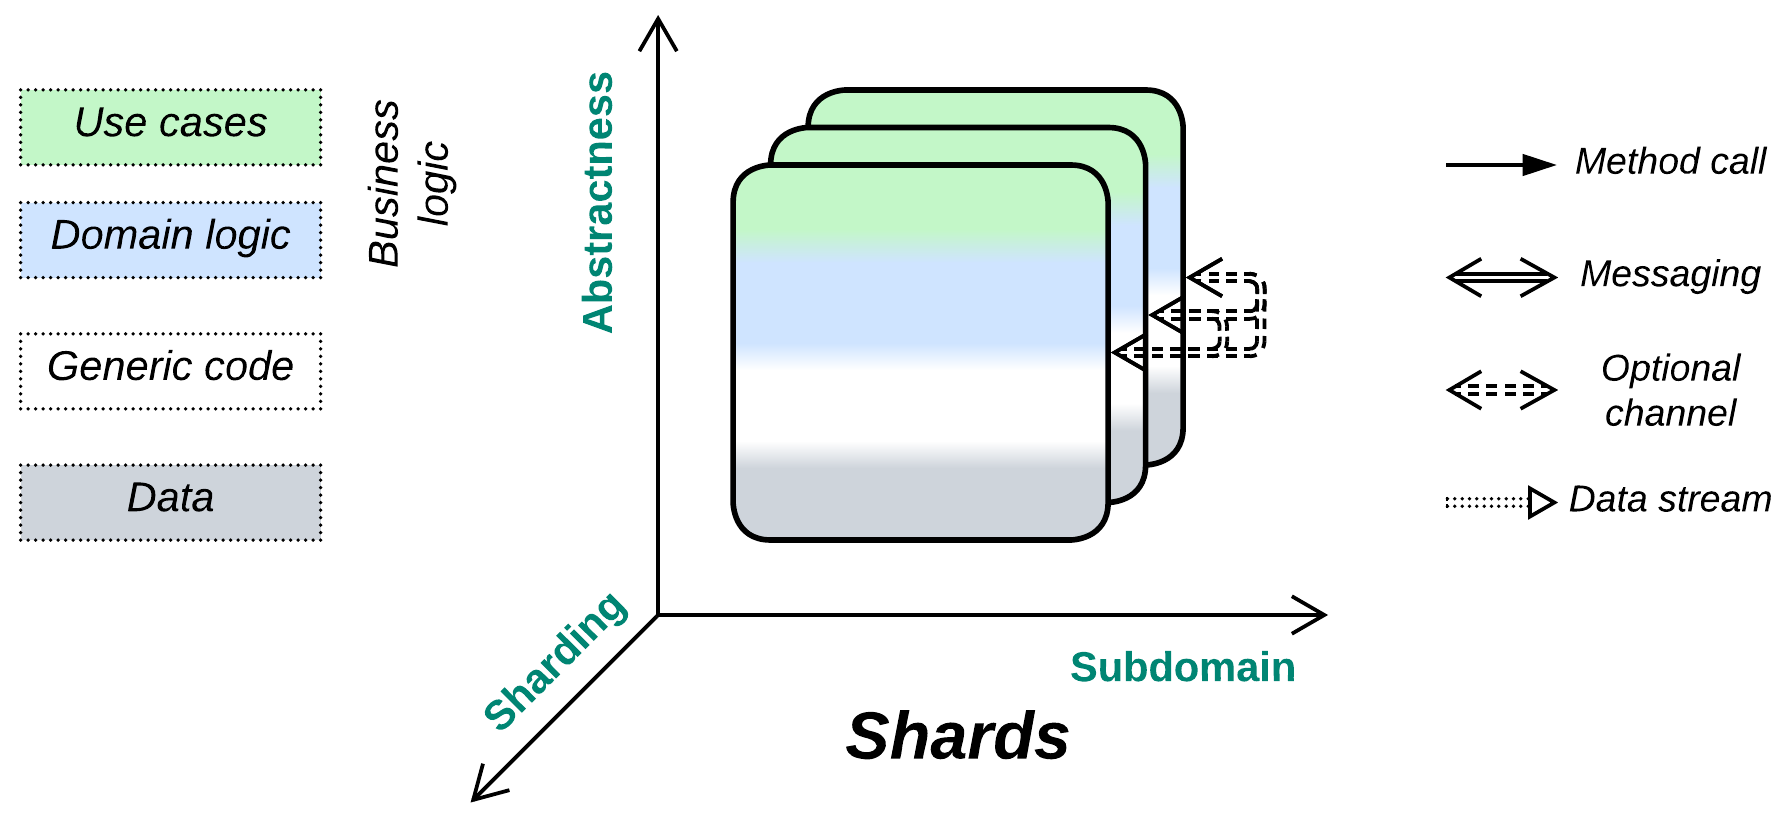 Use cases
Domain logic
Generic code
Data
Business
logic
Abstractness
Sharding
Subdomain
Shards
Method call
Messaging
Optional
channel
Data stream